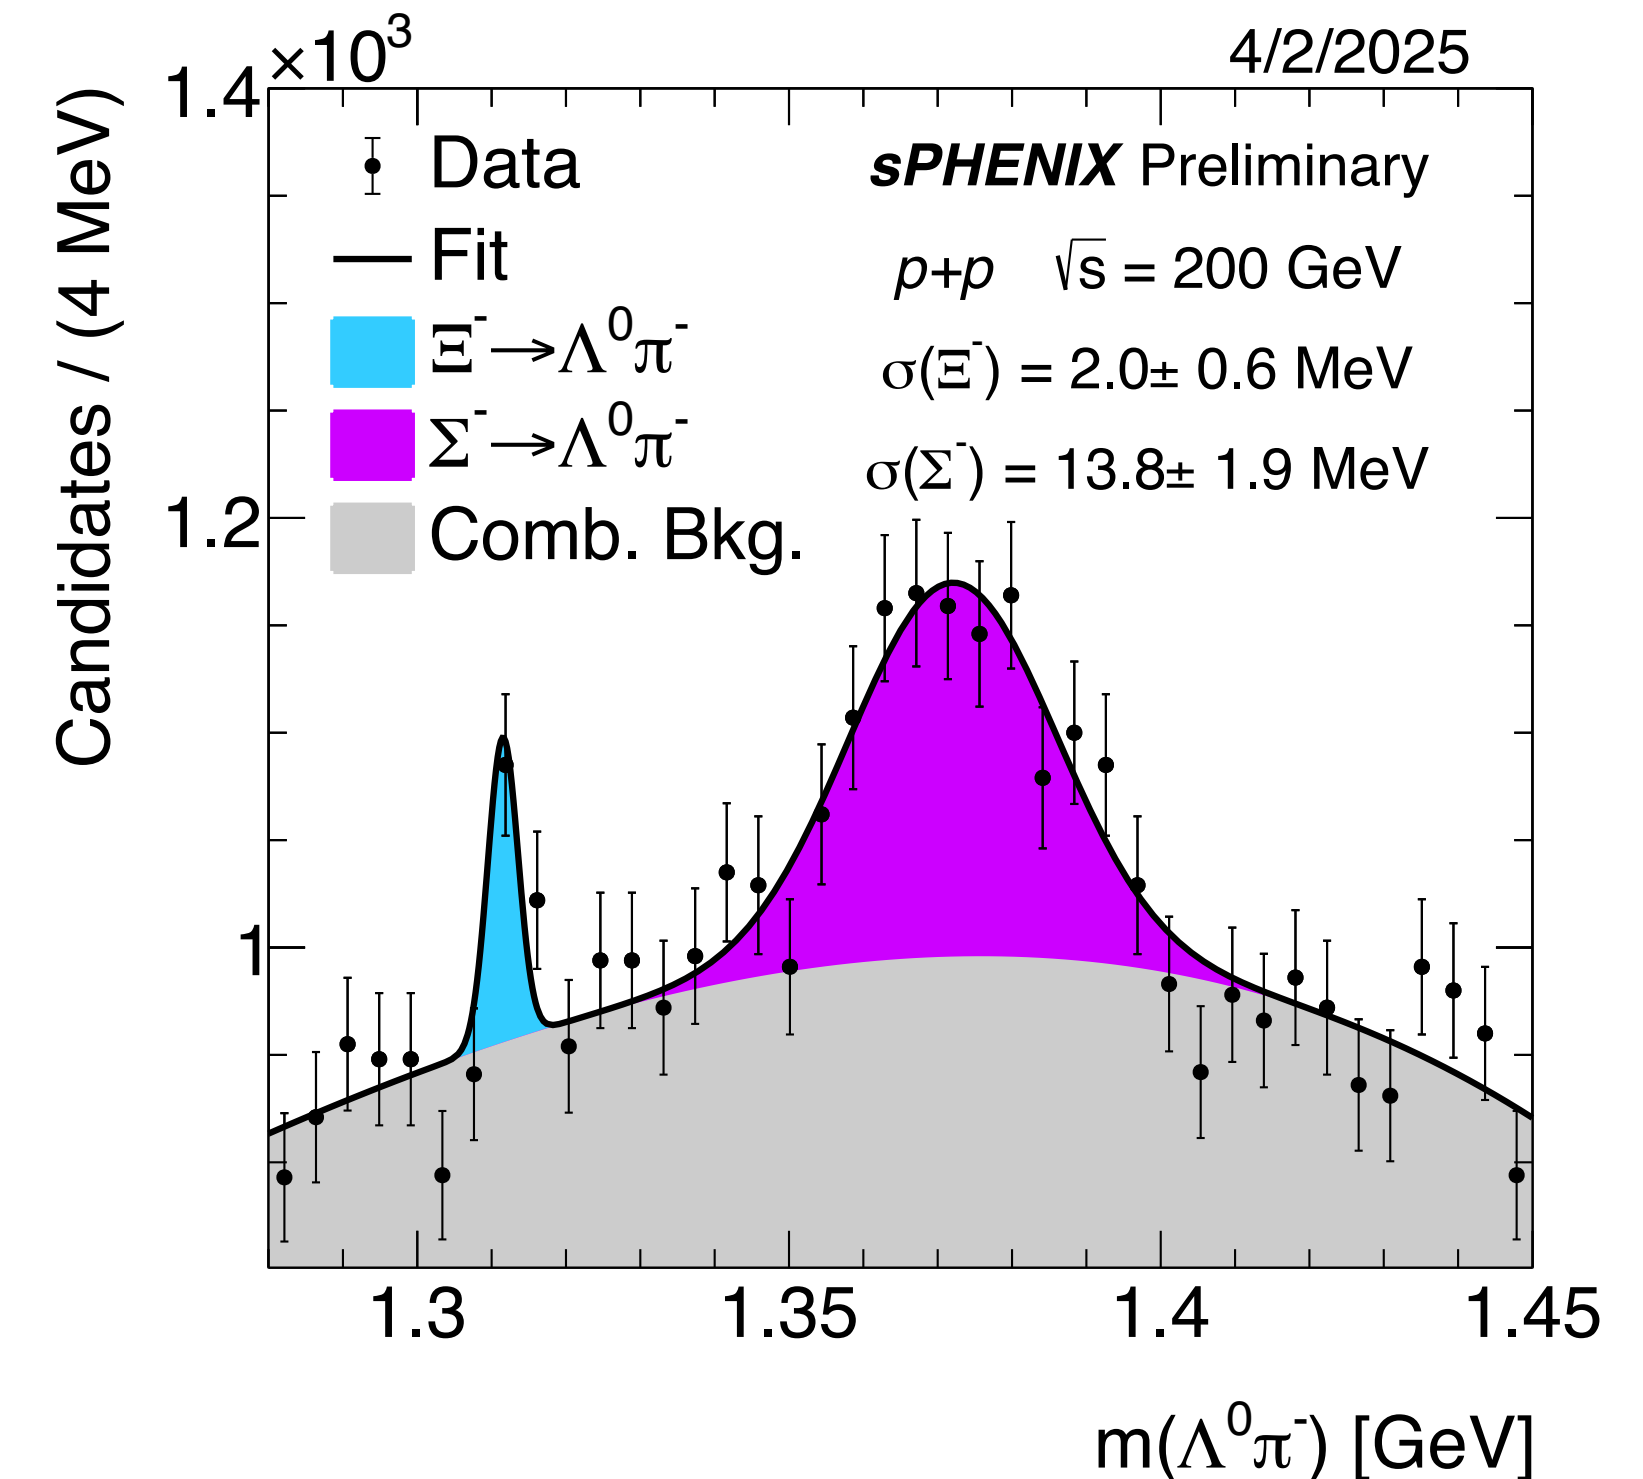 ×10³ 4/2/2025
Candidates / (4 MeV)
1.4
1.2
1
Data
Fit
Ξ⁻→Λ⁰π⁻
Σ⁻→Λ⁰π⁻
Comb. Bkg.
sPHENIX Preliminary
p+p √s = 200 GeV
σ(Ξ⁻) = 2.0± 0.6 MeV
σ(Σ⁻) = 13.8± 1.9 MeV
1.3 1.35 1.4 1.45
m(Λ⁰π⁻) [GeV]